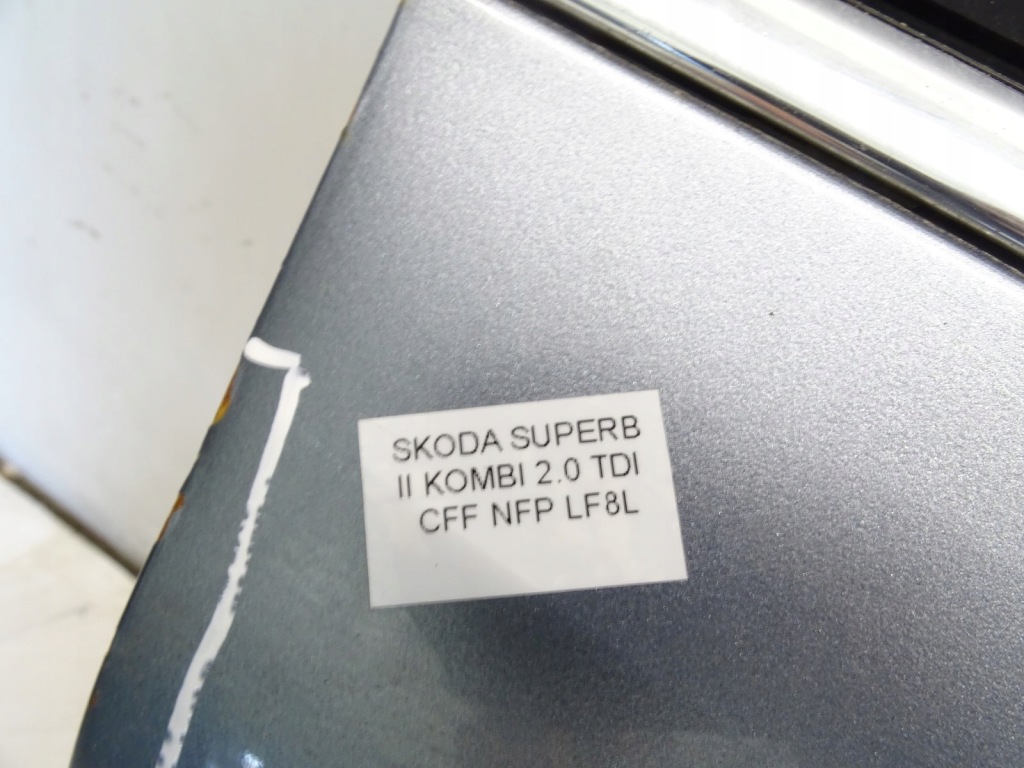 SKODA SUPERB
II KOMBI 2.0 TDI
CFF NFP LF8L